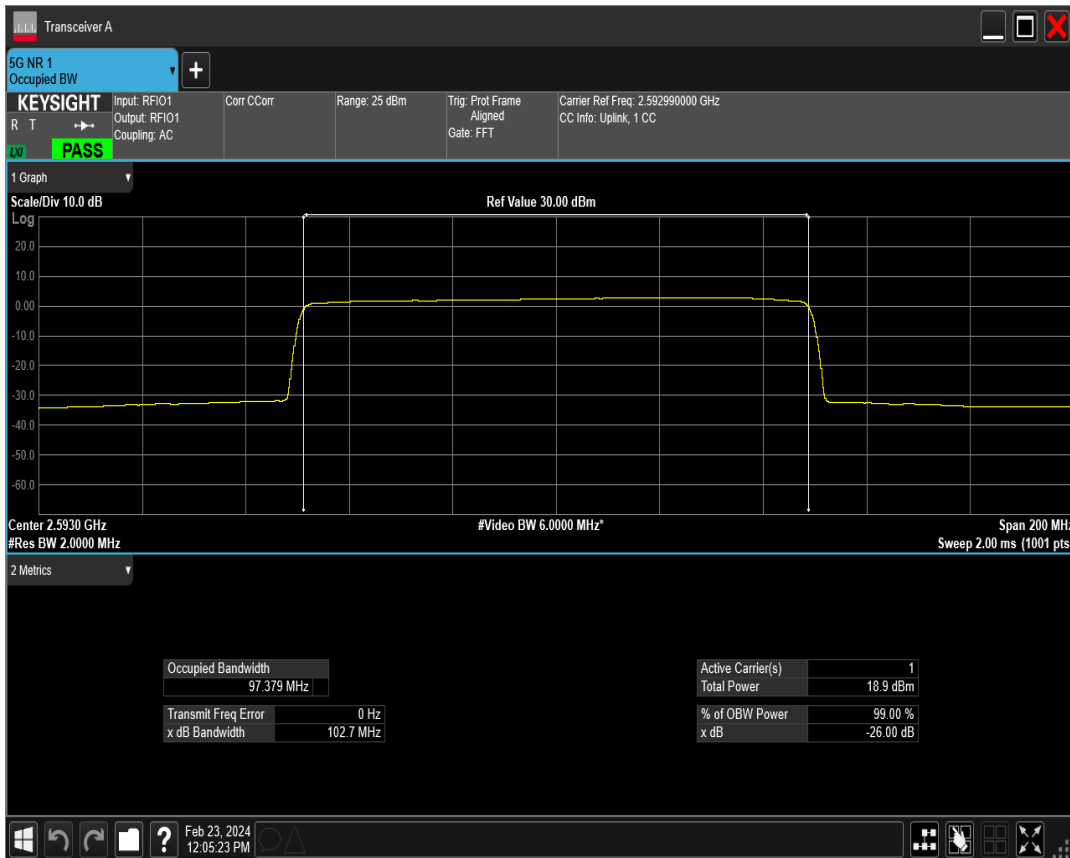 Transceiver A
5G NR 1
Occupied BW
+
KEYSIGHT
R T
LXI
PASS
Input: RFIO1
Output: RFIO1
Coupling: AC
Corr CCorr
Range: 25 dBm
Trig: Prot Frame
Aligned
Gate: FFT
Carrier Ref Freq: 2.592990000 GHz
CC Info: Uplink, 1 CC
1 Graph
Scale/Div 10.0 dB
Ref Value 30.00 dBm
Log
20.0
10.0
0.00
-10.0
-20.0
-30.0
-40.0
-50.0
-60.0
Center 2.5930 GHz
#Video BW 6.0000 MHz*
Span 200 MHz
#Res BW 2.0000 MHz
Sweep 2.00 ms (1001 pts
2 Metrics
Occupied Bandwidth
97.379 MHz
Transmit Freq Error 0 Hz
x dB Bandwidth 102.7 MHz
Active Carrier(s) 1
Total Power 18.9 dBm
% of OBW Power 99.00 %
x dB -26.00 dB
?
Feb 23, 2024
12:05:23 PM